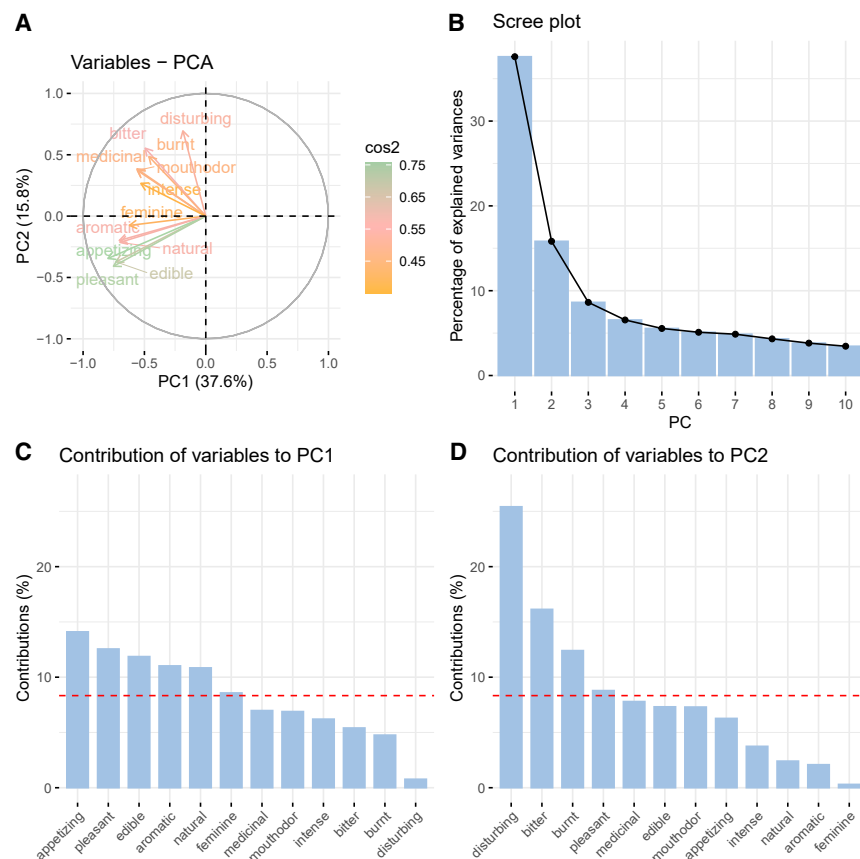 A
Variables − PCA
1.0
0.5
0.0
−0.5
−1.0
PC2 (15.8%)
disturbing
bitter
burnt
medicinal
mouthodor
intense
feminine
aromatic
natural
appetizing
edible
pleasant
−1.0 −0.5 0.0 0.5 1.0
PC1 (37.6%)
cos2
0.75
0.65
0.55
0.45
B
Scree plot
Percentage of explained variances
30
20
10
0
1 2 3 4 5 6 7 8 9 10
PC
C
Contribution of variables to PC1
Contributions (%)
20
10
0
appetizing
pleasant
edible
aromatic
natural
feminine
medicinal
mouthodor
intense
bitter
burnt
disturbing
D
Contribution of variables to PC2
Contributions (%)
20
10
0
disturbing
bitter
burnt
pleasant
medicinal
edible
mouthodor
appetizing
intense
natural
aromatic
feminine